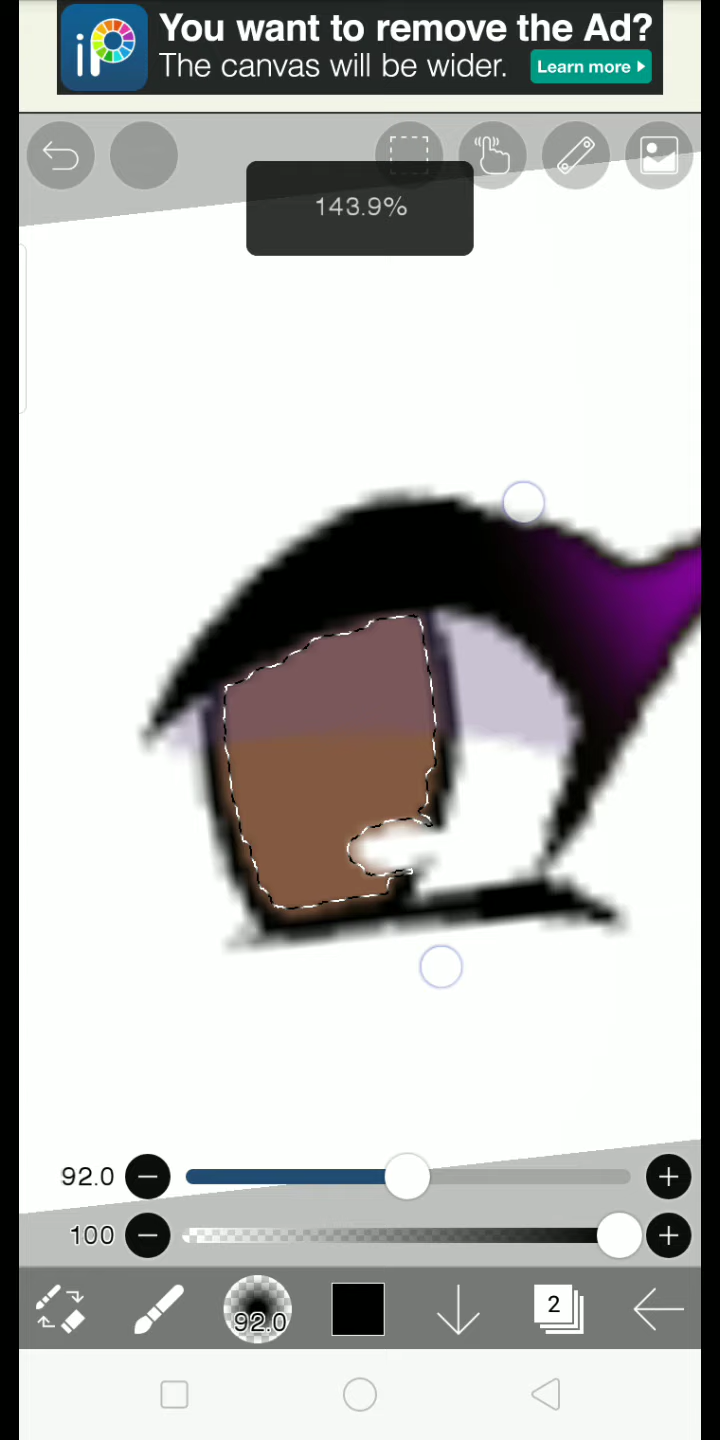 iP
You want to remove the Ad?
The canvas will be wider.
Learn more
143.9%
92.0
100
92.0
2